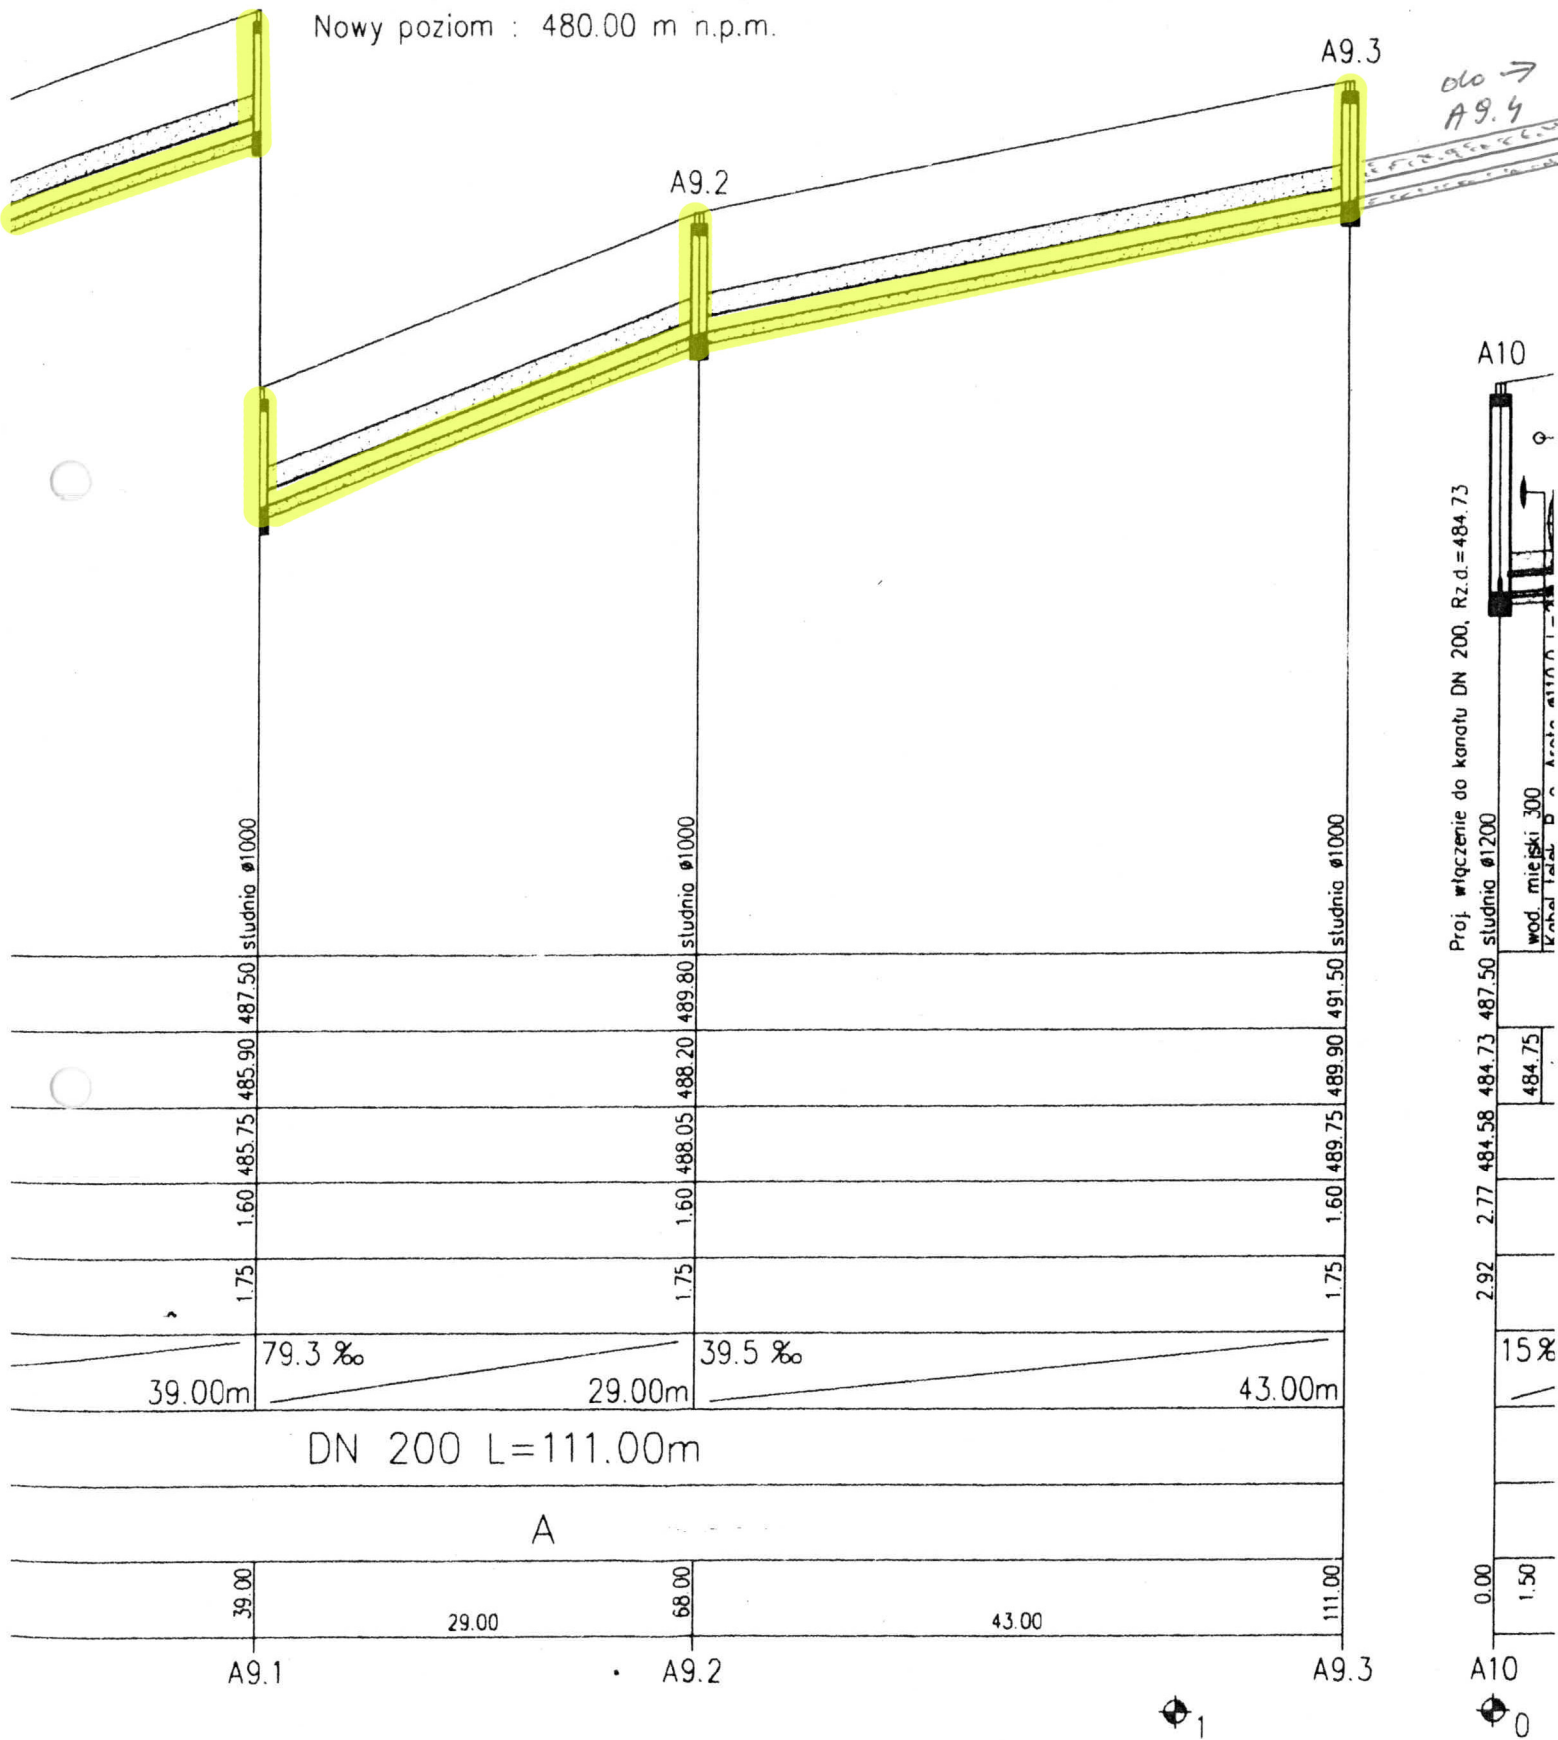 Nowy poziom : 480.00 m n.p.m.
A9.3
do →
A9.4
A9.2
A10
Proj. włączenie do kanału DN 200, Rz.d.=484.73
studnia ø1000
studnia ø1000
studnia ø1000
studnia ø1200
wod. miejski 300
487.50
489.80
491.50
487.50
485.90
488.20
489.90
484.73
484.75
485.75
488.05
489.75
484.58
1.60
1.60
1.60
2.77
1.75
1.75
1.75
2.92
79.3 ‰
39.5 ‰
15‰
39.00m
29.00m
43.00m
DN 200 L=111.00m
A
39.00
68.00
111.00
0.00
1.50
29.00
43.00
A9.1
A9.2
A9.3
A10
1
0